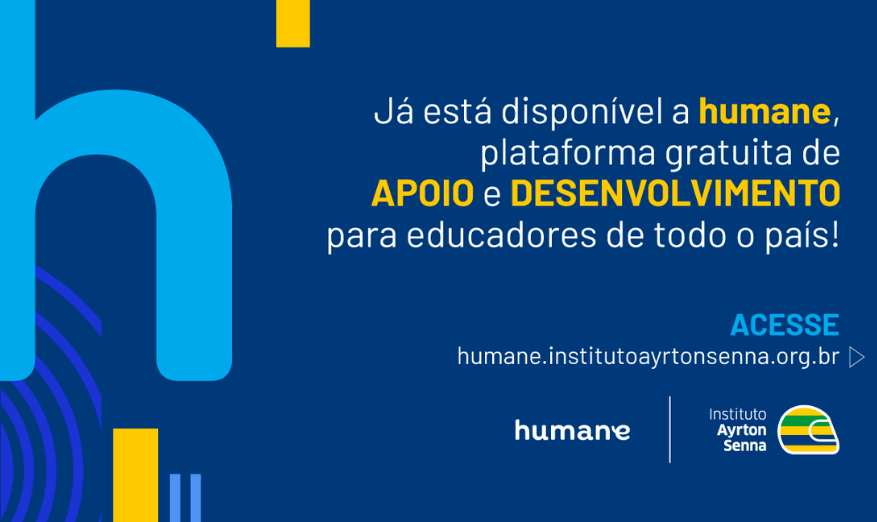 Já está disponível a humane,
plataforma gratuita de
APOIO e DESENVOLVIMENTO
para educadores de todo o país!
ACESSE
humane.institutoayrtonsenna.org.br
humane
Instituto
Ayrton
Senna